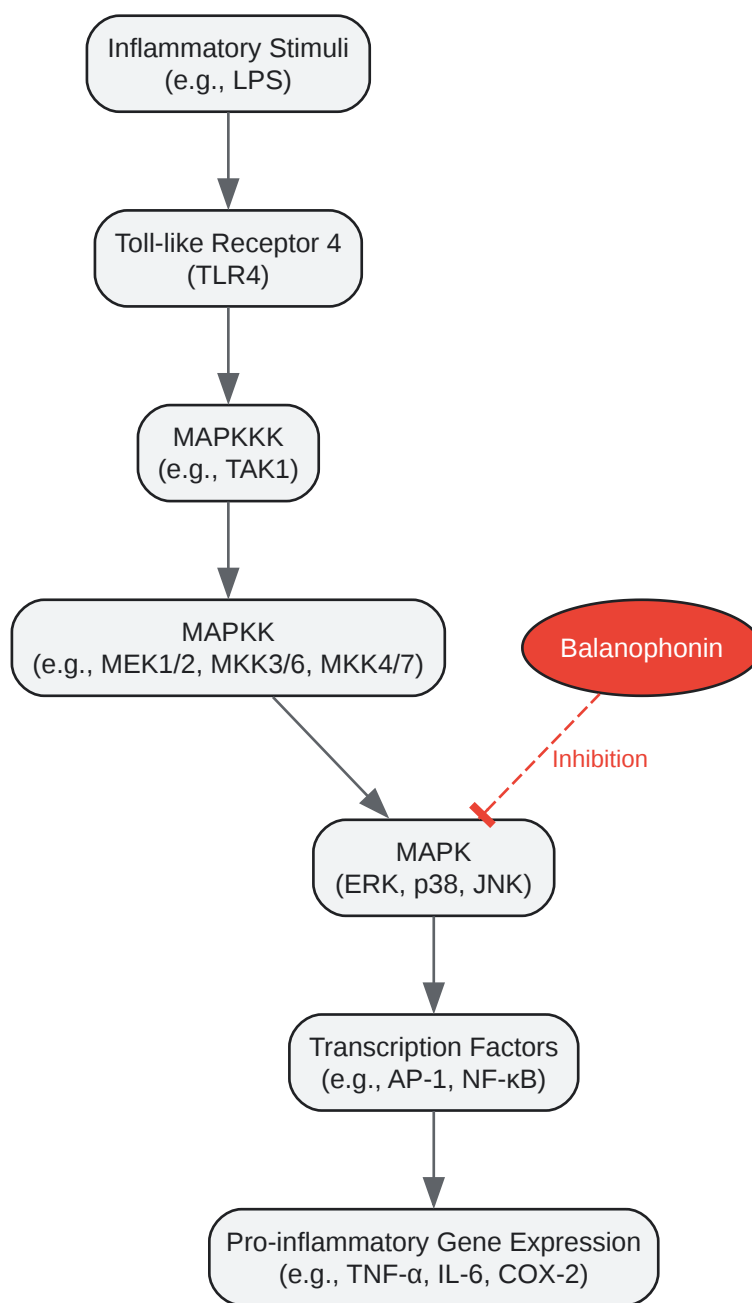 Inflammatory Stimuli
(e.g., LPS)
Toll-like Receptor 4
(TLR4)
MAPKKK
(e.g., TAK1)
MAPKK
(e.g., MEK1/2, MKK3/6, MKK4/7)
Balanophonin
Inhibition
MAPK
(ERK, p38, JNK)
Transcription Factors
(e.g., AP-1, NF-κB)
Pro-inflammatory Gene Expression
(e.g., TNF-α, IL-6, COX-2)